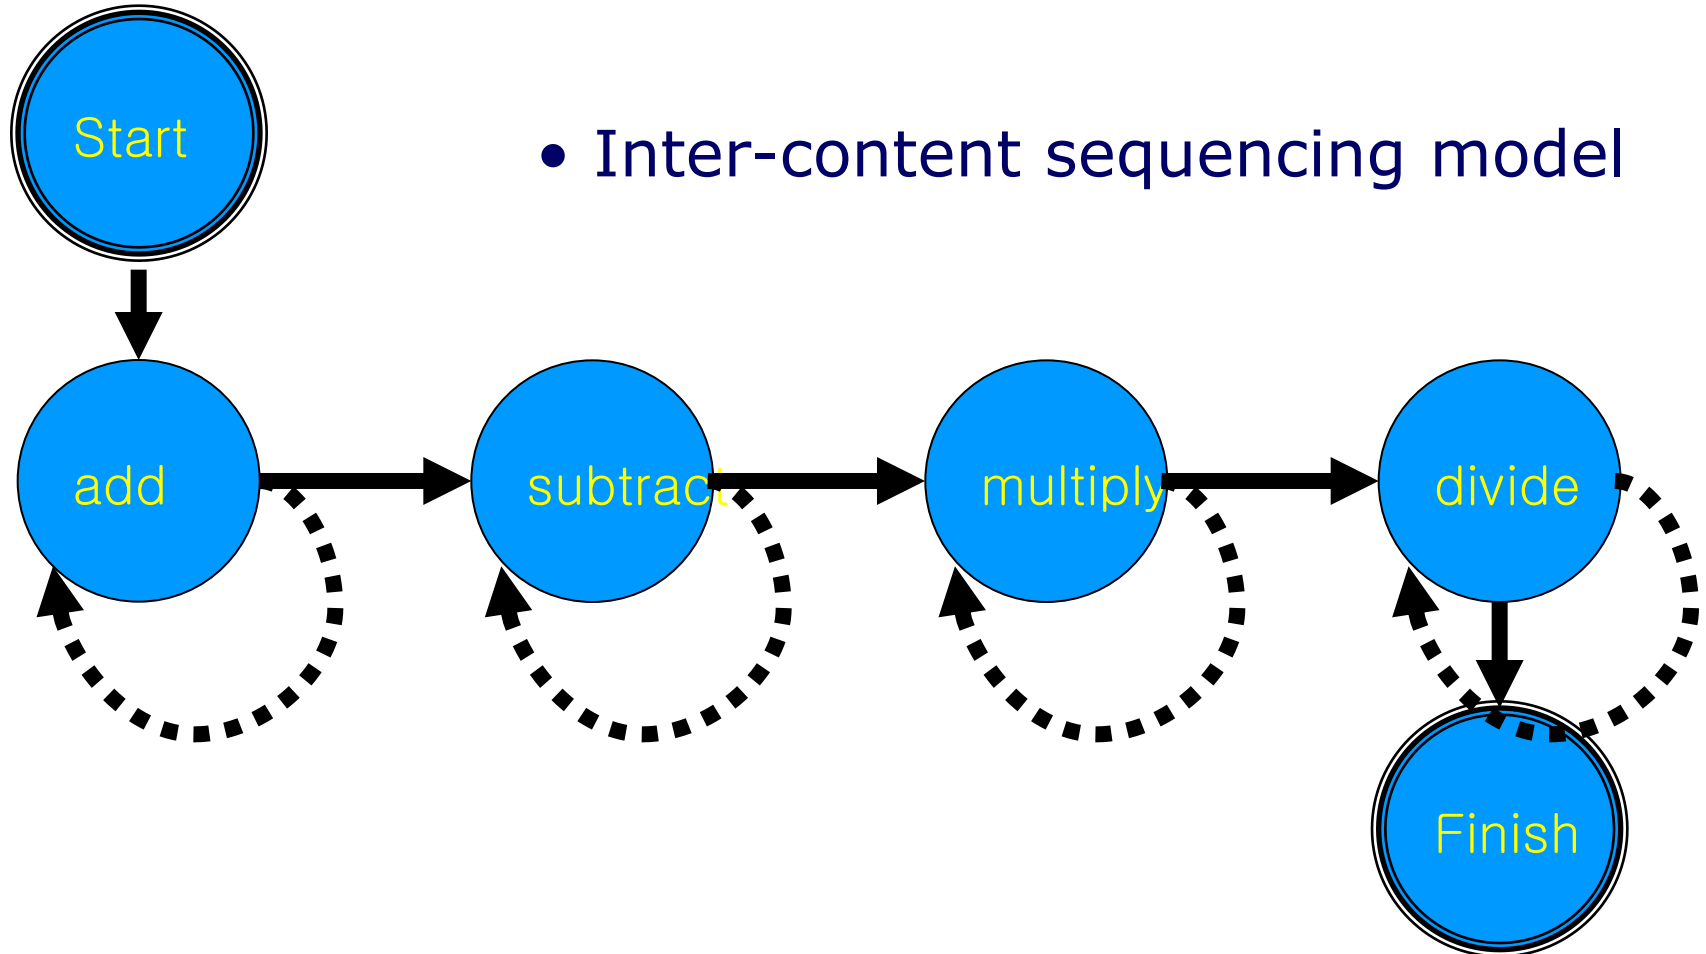 Start
• Inter-content sequencing model
add
subtract
multiply
divide
Finish